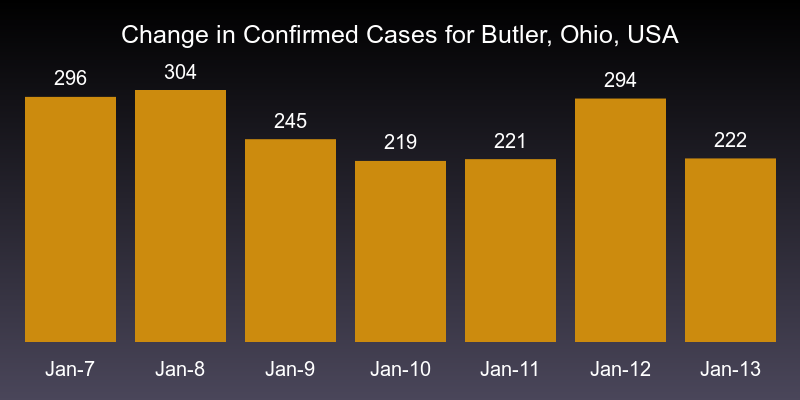 Change in Confirmed Cases for Butler, Ohio, USA
296
304
245
219
221
294
222
Jan-7
Jan-8
Jan-9
Jan-10
Jan-11
Jan-12
Jan-13